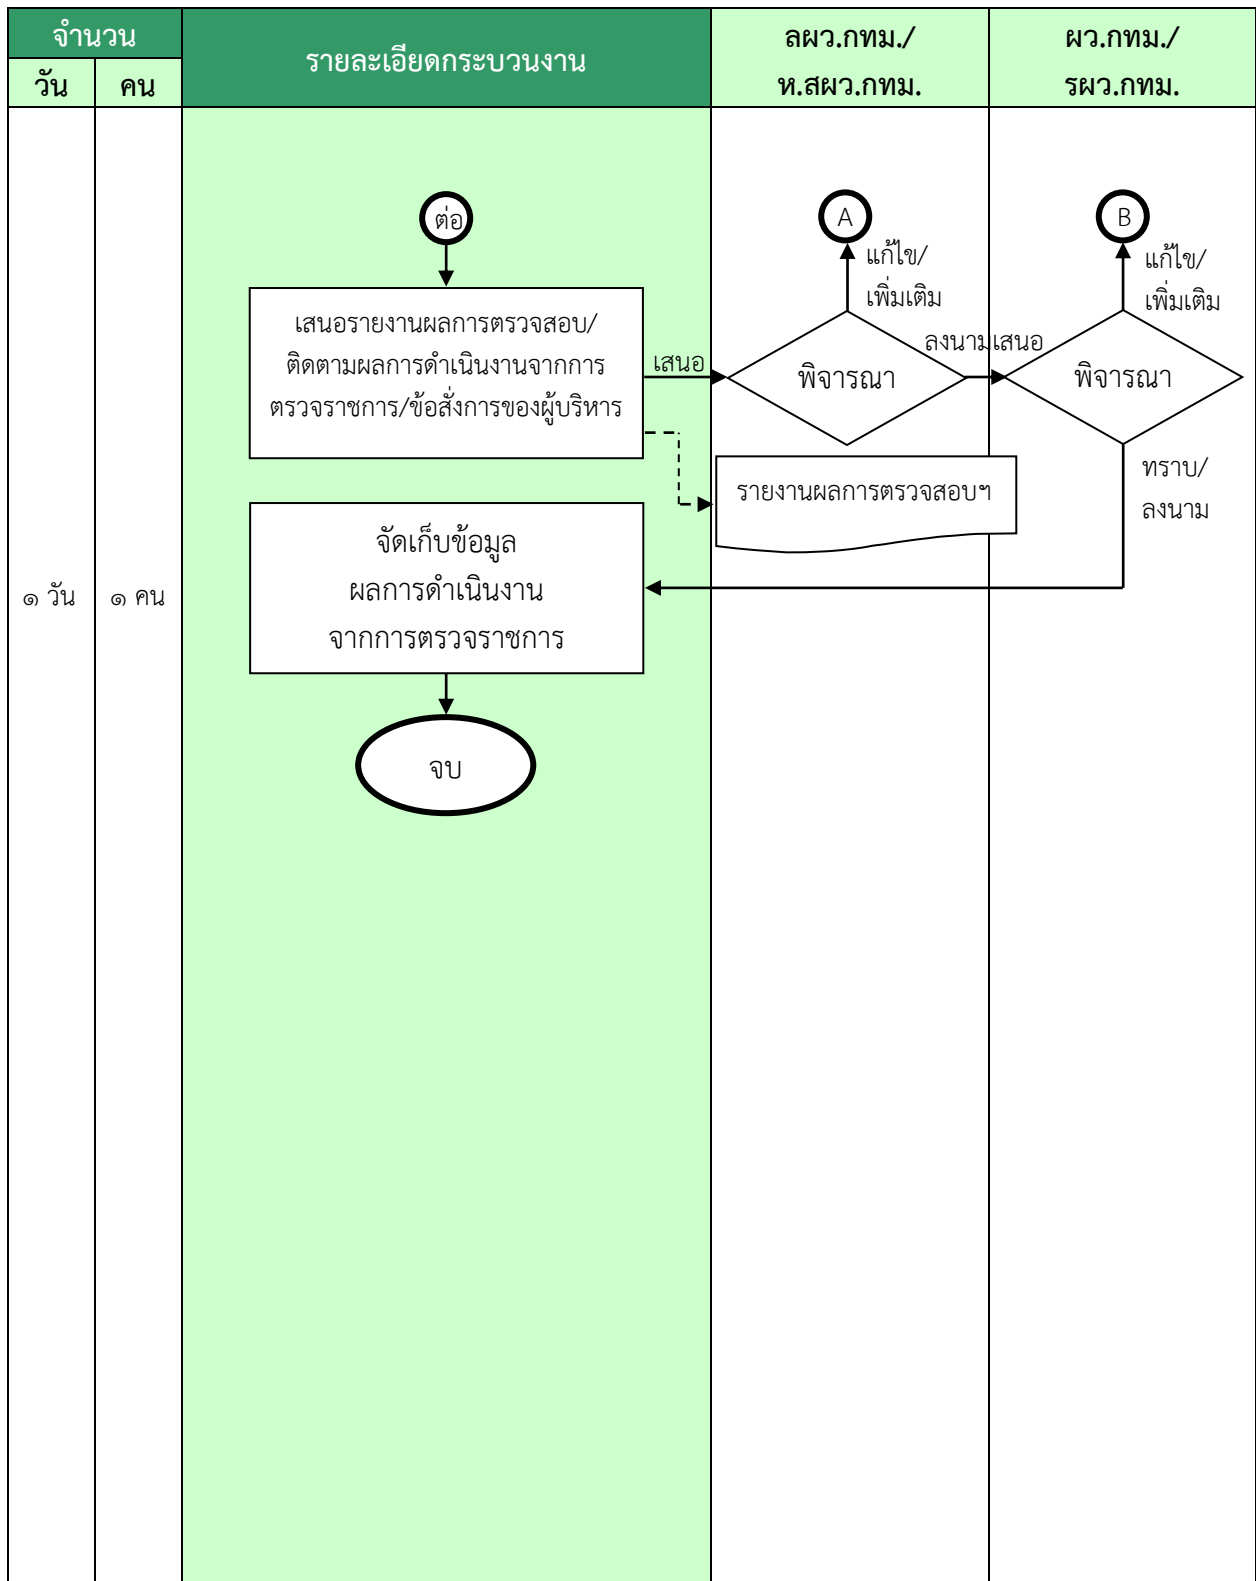 จำนวน
วัน
คน
รายละเอียดกระบวนงาน
ลผว.กทม./
ห.สผว.กทม.
ผว.กทม./
รผว.กทม.
ต่อ
A
B
แก้ไข/
เพิ่มเติม
แก้ไข/
เพิ่มเติม
เสนอรายงานผลการตรวจสอบ/
ติดตามผลการดำเนินงานจากการ
ตรวจราชการ/ข้อสั่งการของผู้บริหาร
เสนอ
พิจารณา
ลงนามเสนอ
พิจารณา
รายงานผลการตรวจสอบฯ
ทราบ/
ลงนาม
จัดเก็บข้อมูล
ผลการดำเนินงาน
จากการตรวจราชการ
๑ วัน
๑ คน
จบ